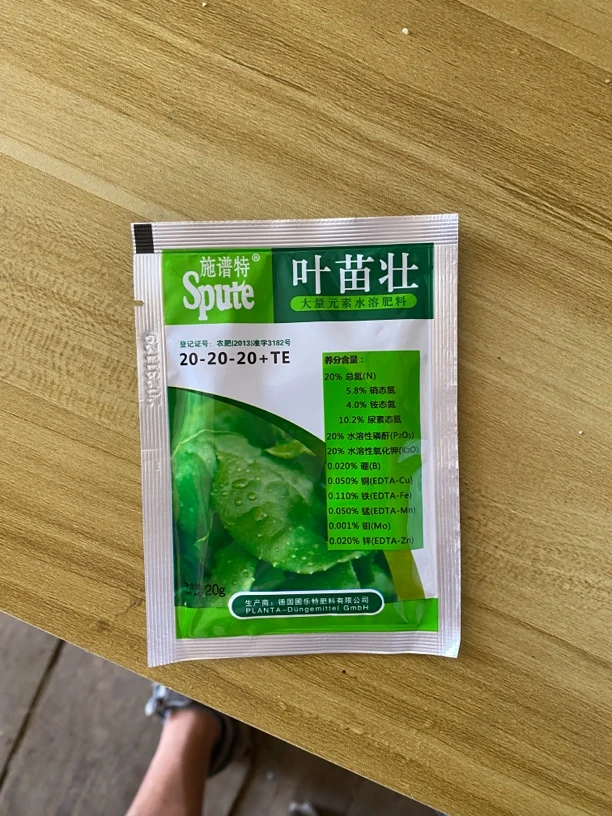 施谱特®
Spute
叶苗壮
大量元素水溶肥料
登记证号：农肥(2013)准字3182号
20-20-20+TE
养份含量：
20% 总氮(N)
5.8% 硝态氮
4.0% 铵态氮
10.2% 尿素态氮
20% 水溶性磷酐(P₂O₅)
20% 水溶性氧化钾(K₂O)
0.020% 硼(B)
0.050% 铜(EDTA-Cu)
0.110% 铁(EDTA-Fe)
0.050% 锰(EDTA-Mn)
0.001% 钼(Mo)
0.020% 锌(EDTA-Zn)
20g
生产商：德国圃乐特肥料有限公司
PLANTA-Düngemittel GmbH